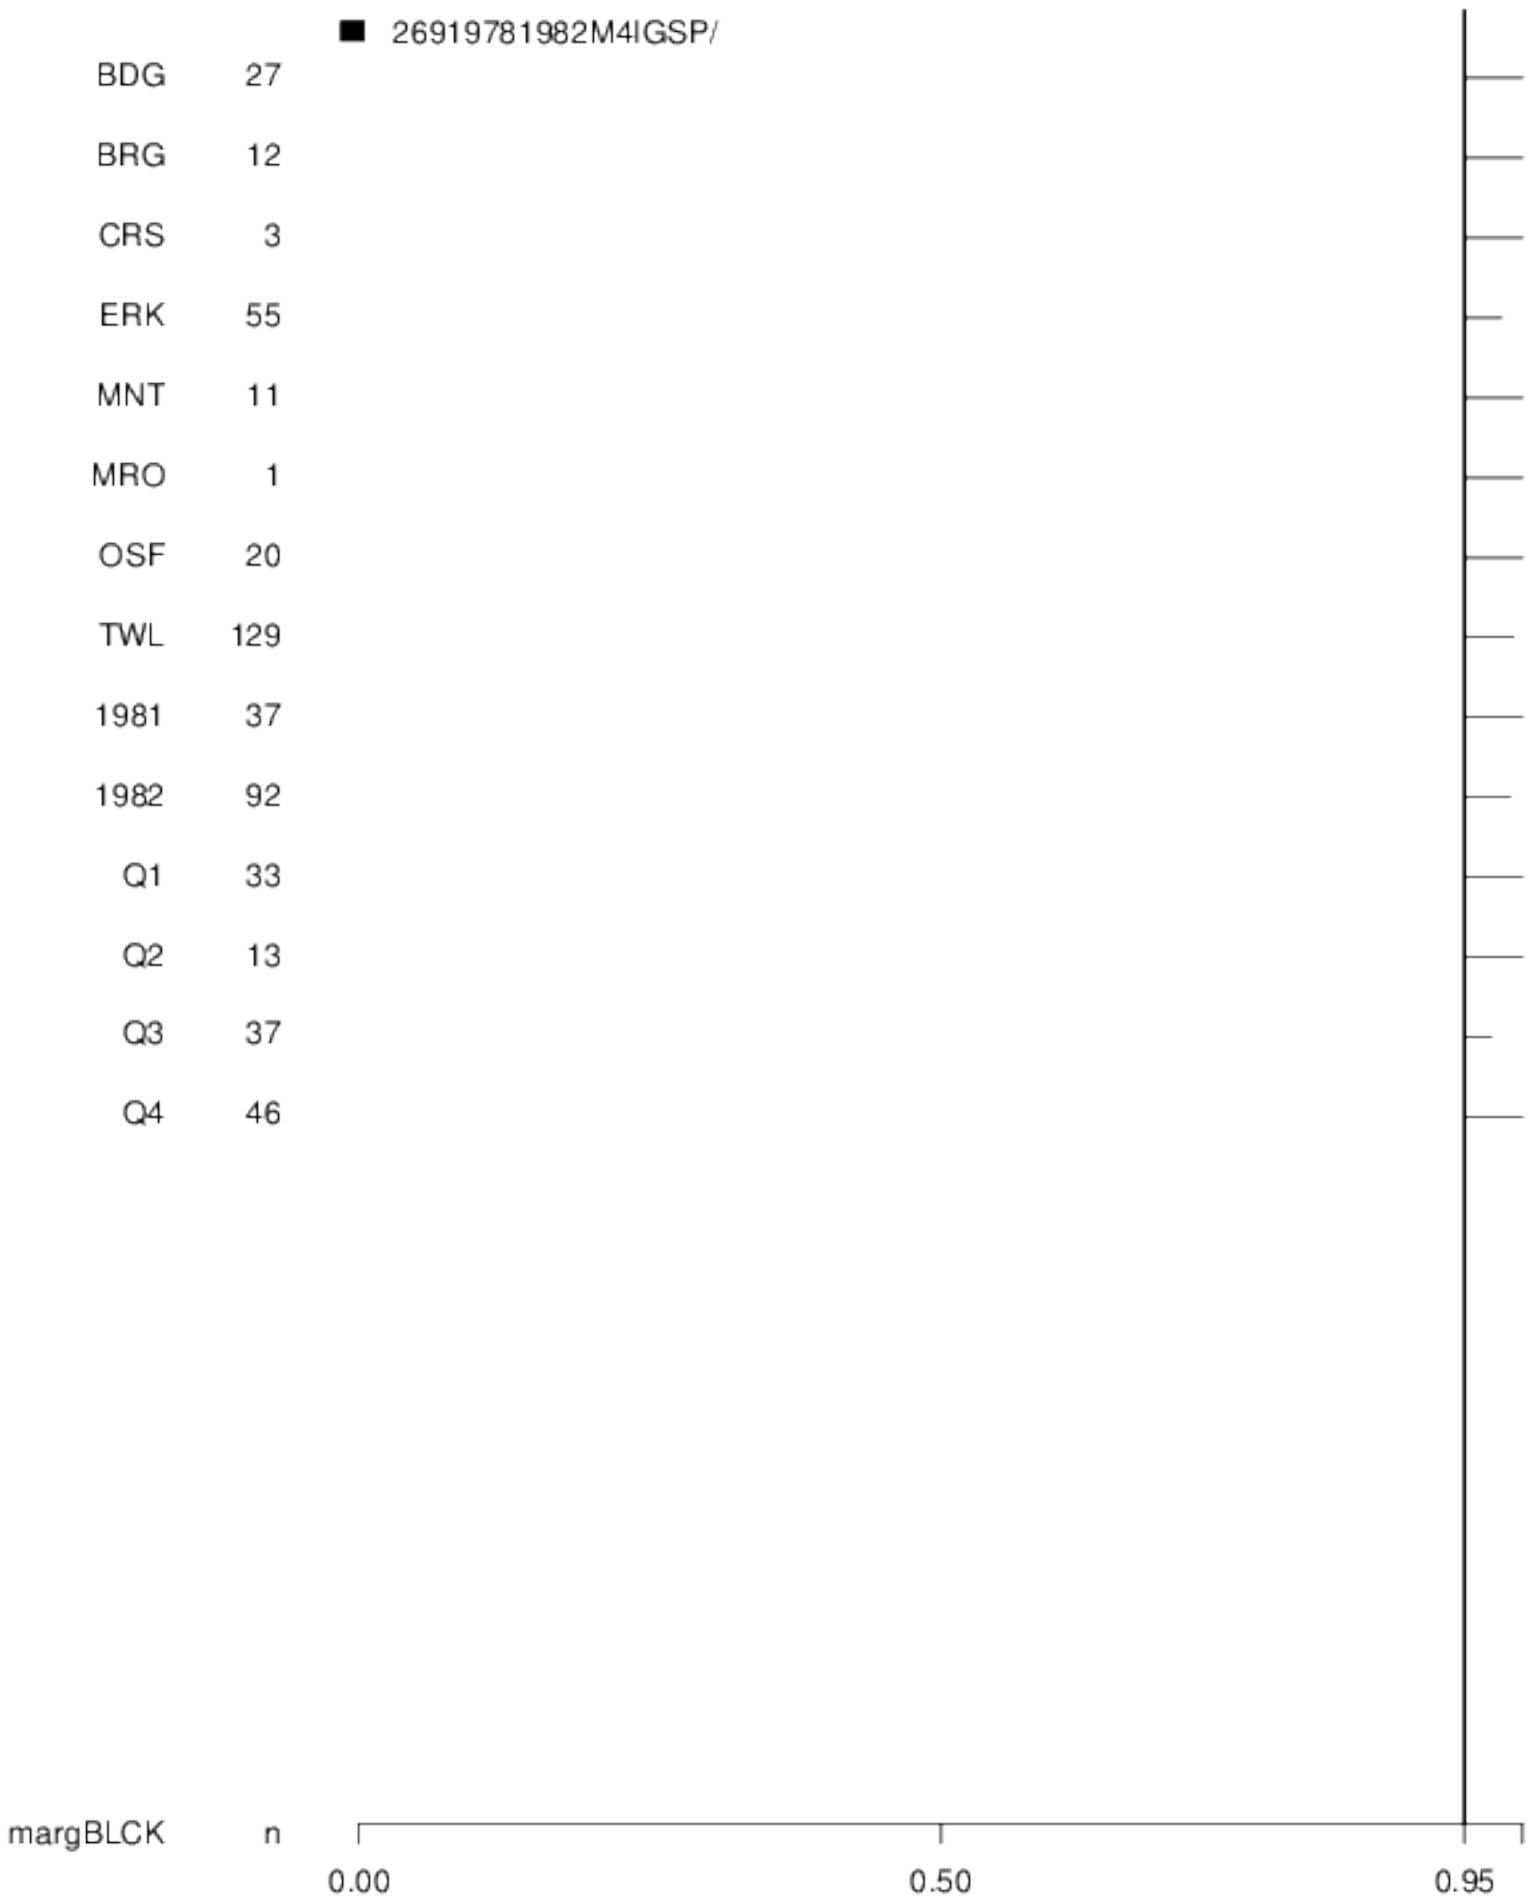 26919781982M4IGSP/
BDG 27
BRG 12
CRS 3
ERK 55
MNT 11
MRO 1
OSF 20
TWL 129
1981 37
1982 92
Q1 33
Q2 13
Q3 37
Q4 46
margBLCK n
0.00 0.50 0.95